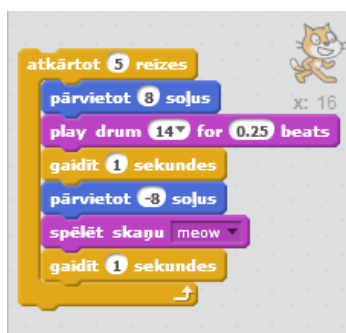 atkārtot 5 reizes
pārvietot 8 soļus
x: 16
play drum 14 for 0.25 beats
gaidīt 1 sekundes
pārvietot -8 soļus
spēlēt skaņu meow
gaidīt 1 sekundes